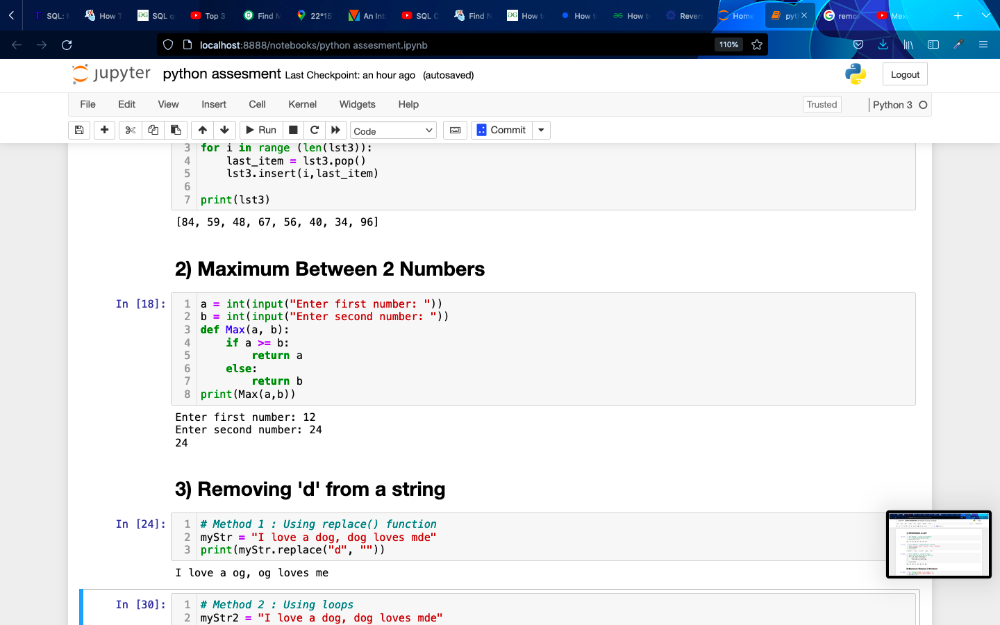 SQL:
How T
SQL q
Top 3
Find M
22°15'
An Int
SQL C
Find N
How t
How t
How t
Rever
Home
pyt
remo
Mex
localhost:8888/notebooks/python assesment.ipynb
110%
jupyter python assesment Last Checkpoint: an hour ago (autosaved)
Logout
File Edit View Insert Cell Kernel Widgets Help
Trusted
Python 3
Run
Code
Commit
3 for i in range (len(lst3)):
4 last_item = lst3.pop()
5 lst3.insert(i,last_item)
6
7 print(lst3)
[84, 59, 48, 67, 56, 40, 34, 96]
2) Maximum Between 2 Numbers
In [18]:
1 a = int(input("Enter first number: "))
2 b = int(input("Enter second number: "))
3 def Max(a, b):
4 if a >= b:
5 return a
6 else:
7 return b
8 print(Max(a,b))
Enter first number: 12
Enter second number: 24
24
3) Removing 'd' from a string
In [24]:
1 # Method 1 : Using replace() function
2 myStr = "I love a dog, dog loves mde"
3 print(myStr.replace("d", ""))
I love a og, og loves me
In [30]:
1 # Method 2 : Using loops
2 myStr2 = "I love a dog, dog loves mde"